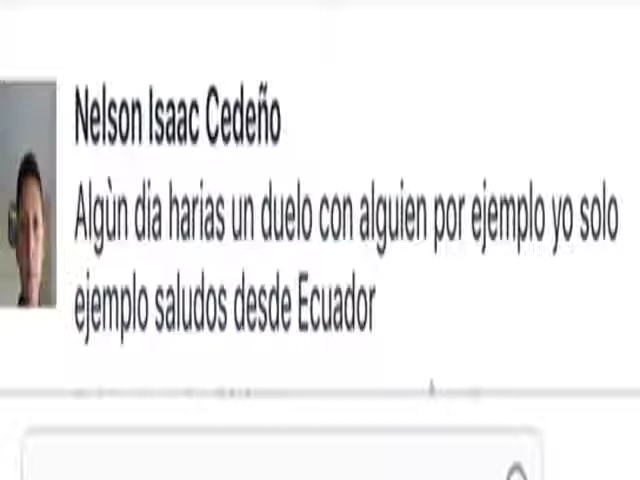 Nelson Isaac Cedeño
Algùn dia harias un duelo con alguien por ejemplo yo solo
ejemplo saludos desde Ecuador